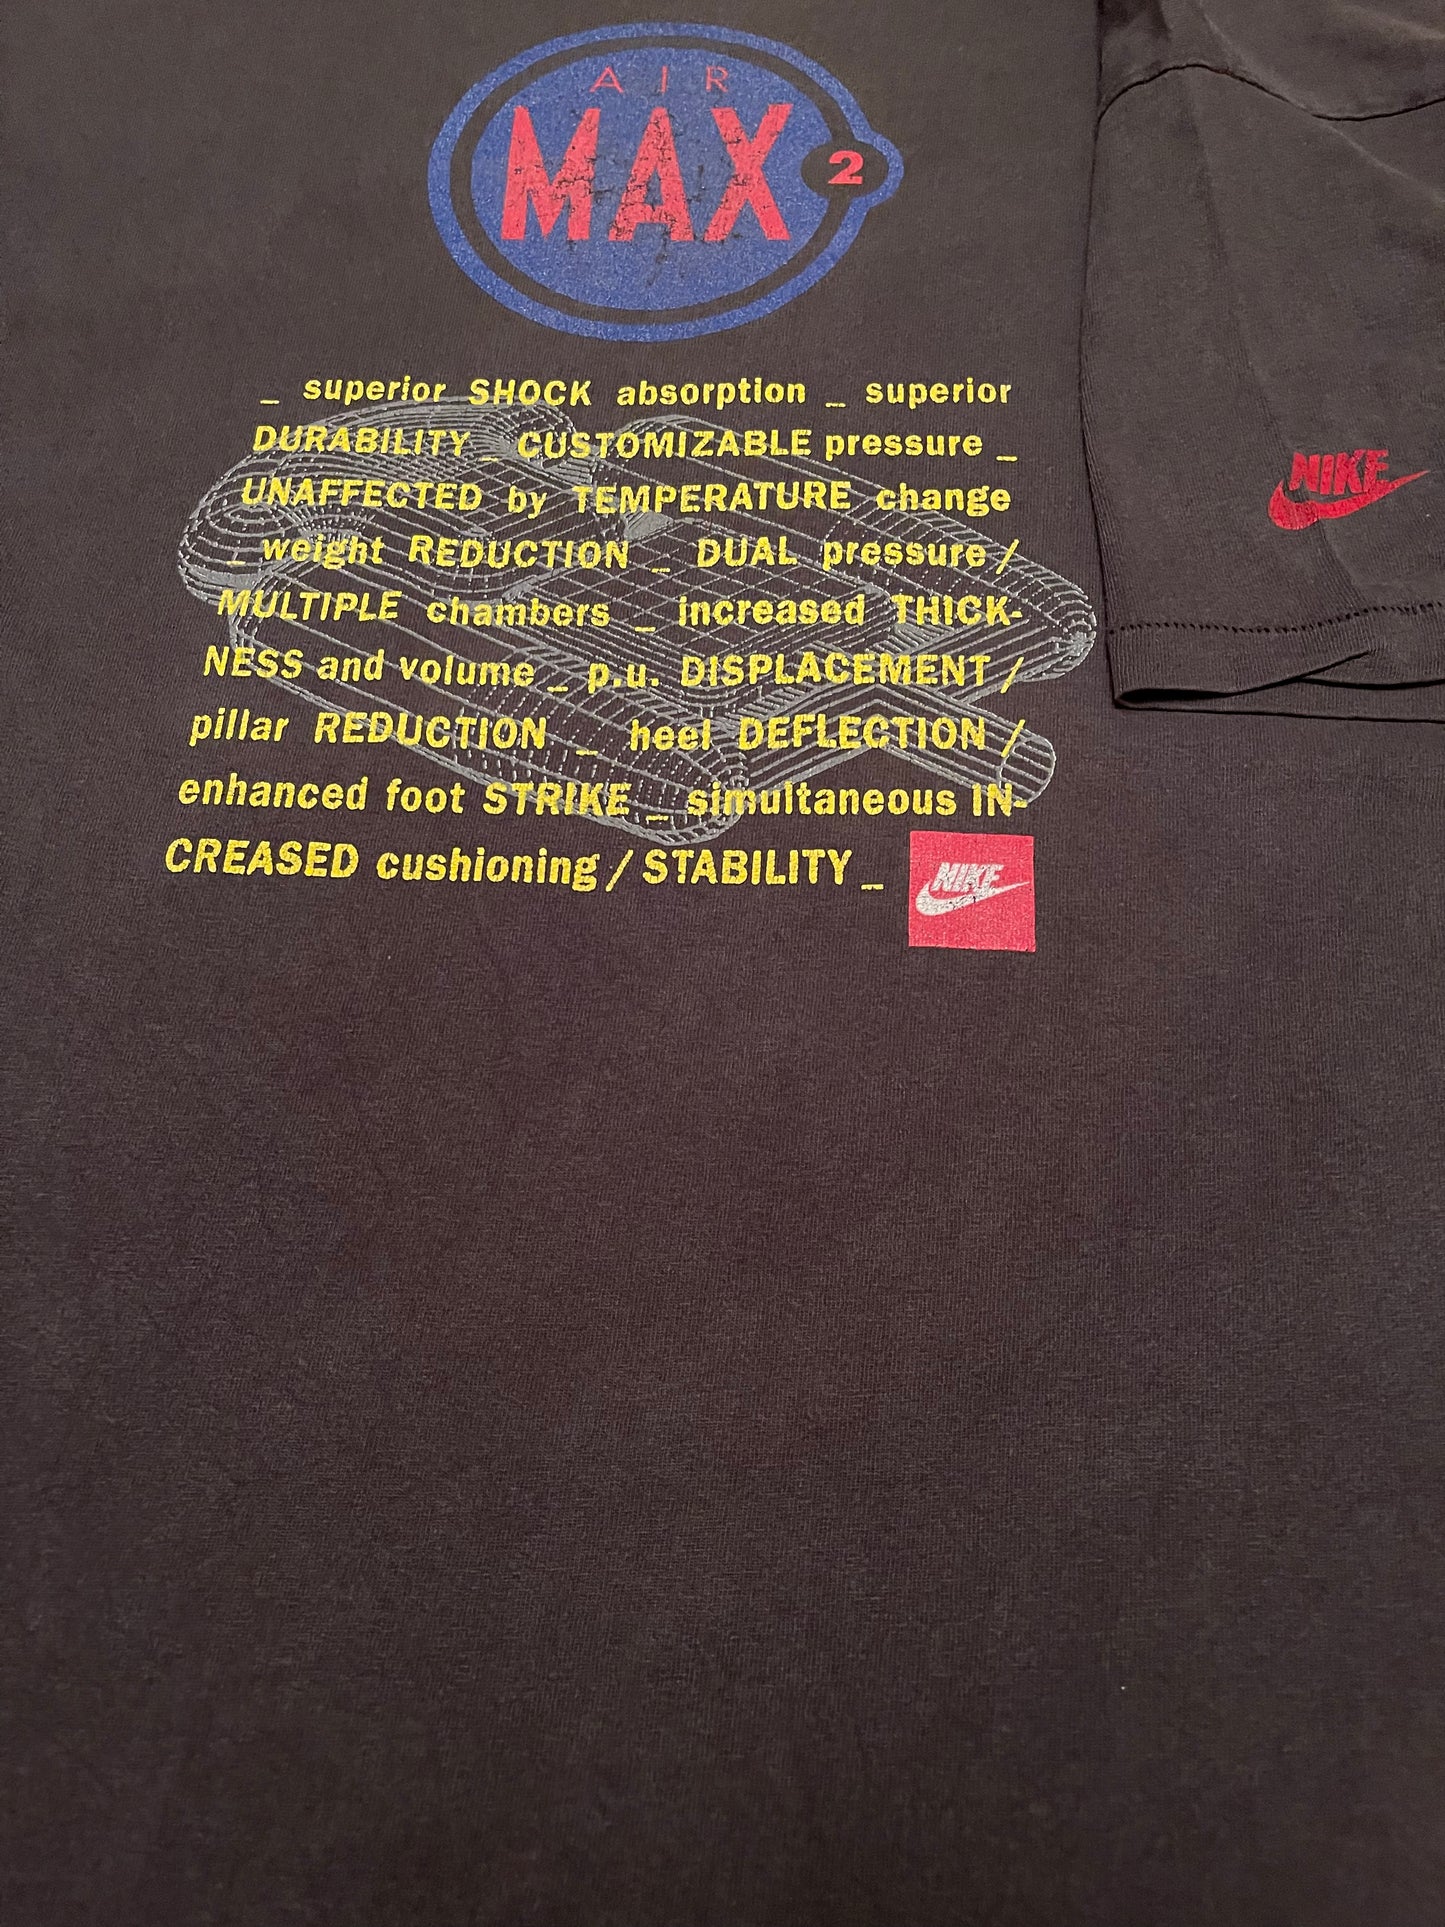 AIR
MAX 2
_ superior SHOCK absorption _ superior
DURABILITY _ CUSTOMIZABLE pressure _
UNAFFECTED by TEMPERATURE change
_ weight REDUCTION _ DUAL pressure /
MULTIPLE chambers _ increased THICK-
NESS and volume _ p.u. DISPLACEMENT /
pillar REDUCTION _ heel DEFLECTION /
enhanced foot STRIKE _ simultaneous IN-
CREASED cushioning / STABILITY _
NIKE
NIKE